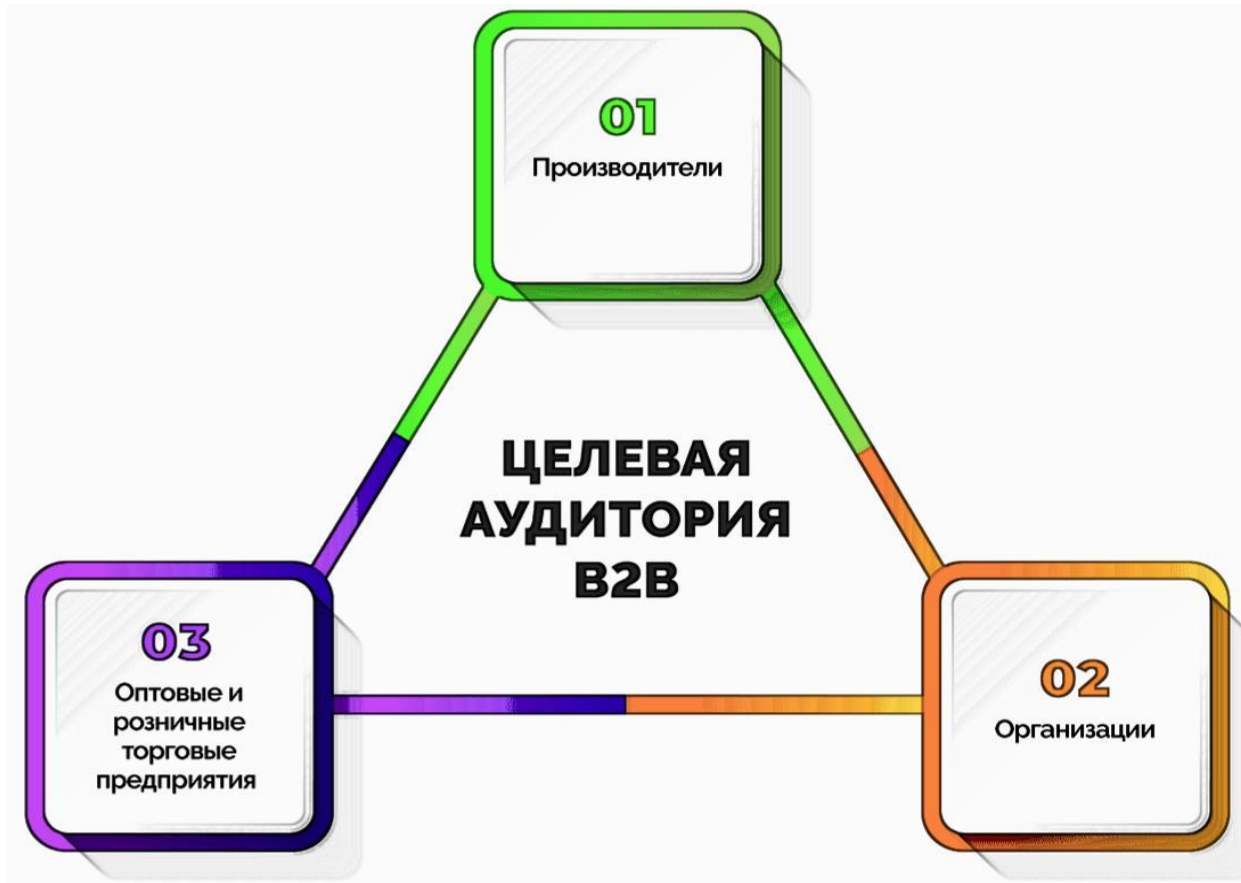 01
Производители
ЦЕЛЕВАЯ
АУДИТОРИЯ
B2B
03
Оптовые и
розничные
торговые
предприятия
02
Организации